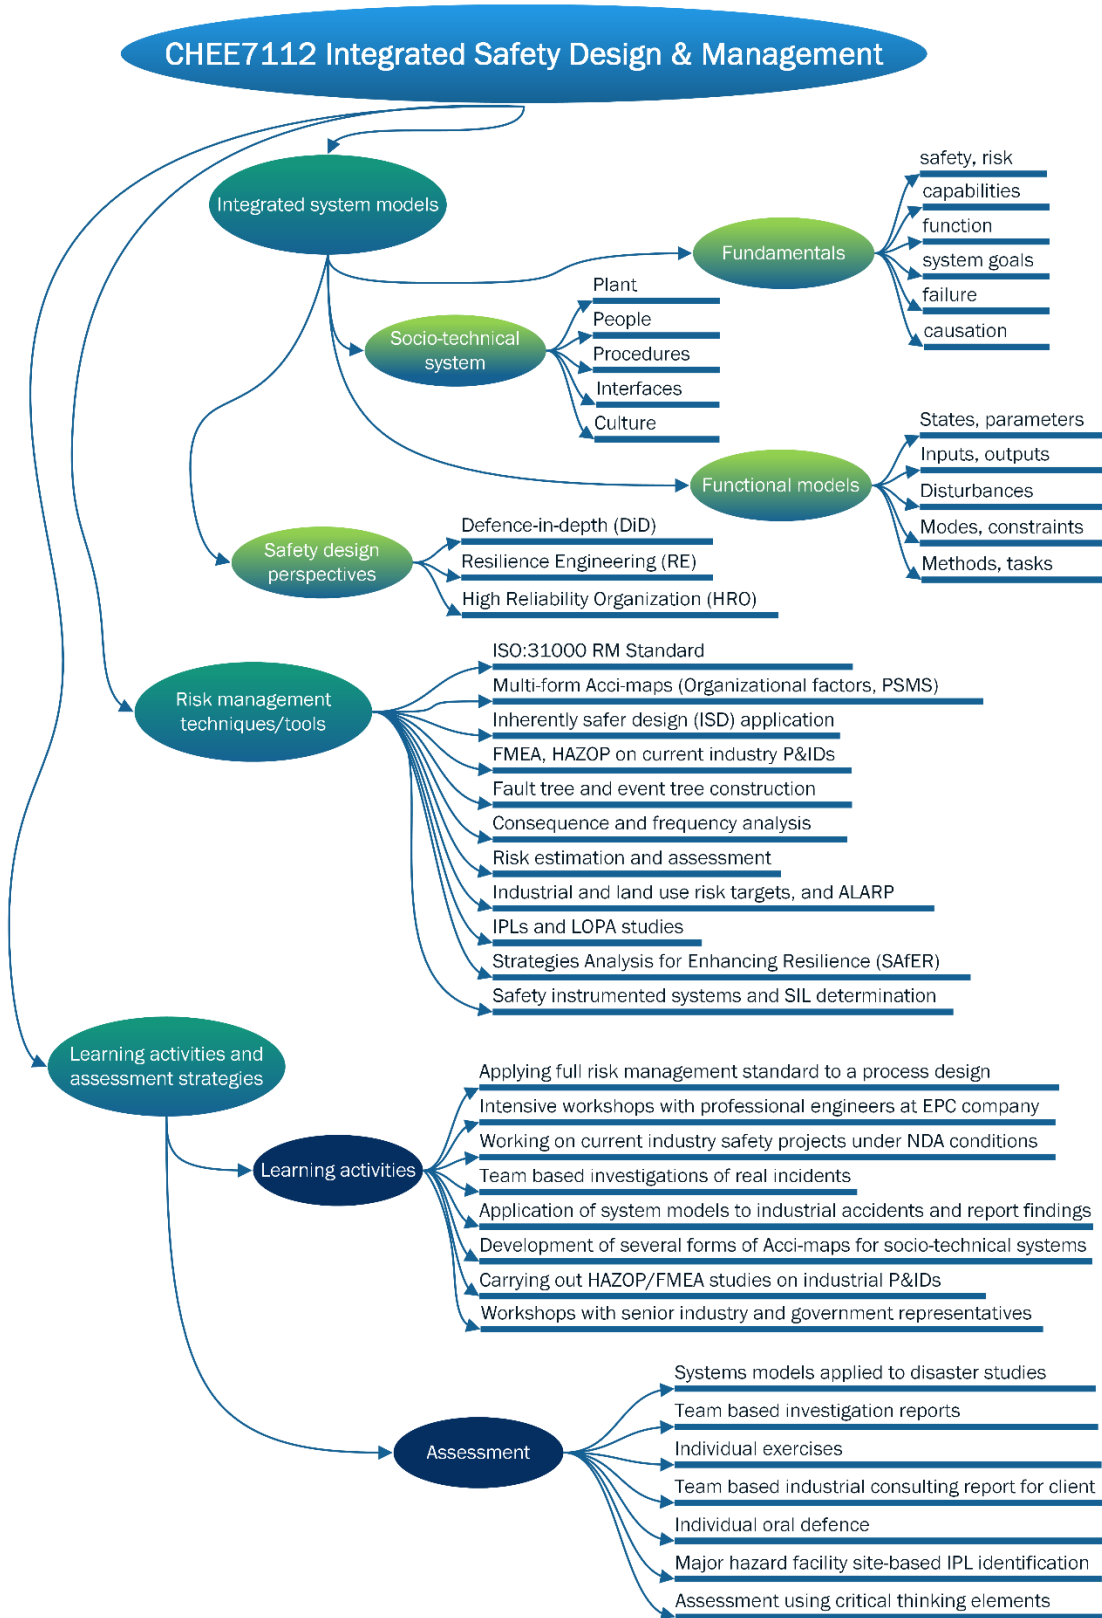 CHEE7112 Integrated Safety Design & Management
Integrated system models
Fundamentals
safety, risk
capabilities
function
system goals
failure
causation
Socio-technical
system
Plant
People
Procedures
Interfaces
Culture
Functional models
States, parameters
Inputs, outputs
Disturbances
Modes, constraints
Methods, tasks
Safety design
perspectives
Defence-in-depth (DiD)
Resilience Engineering (RE)
High Reliability Organization (HRO)
Risk management
techniques/tools
ISO:31000 RM Standard
Multi-form Acci-maps (Organizational factors, PSMS)
Inherently safer design (ISD) application
FMEA, HAZOP on current industry P&IDs
Fault tree and event tree construction
Consequence and frequency analysis
Risk estimation and assessment
Industrial and land use risk targets, and ALARP
IPLs and LOPA studies
Strategies Analysis for Enhancing Resilience (SAfER)
Safety instrumented systems and SIL determination
Learning activities and
assessment strategies
Learning activities
Applying full risk management standard to a process design
Intensive workshops with professional engineers at EPC company
Working on current industry safety projects under NDA conditions
Team based investigations of real incidents
Application of system models to industrial accidents and report findings
Development of several forms of Acci-maps for socio-technical systems
Carrying out HAZOP/FMEA studies on industrial P&IDs
Workshops with senior industry and government representatives
Assessment
Systems models applied to disaster studies
Team based investigation reports
Individual exercises
Team based industrial consulting report for client
Individual oral defence
Major hazard facility site-based IPL identification
Assessment using critical thinking elements